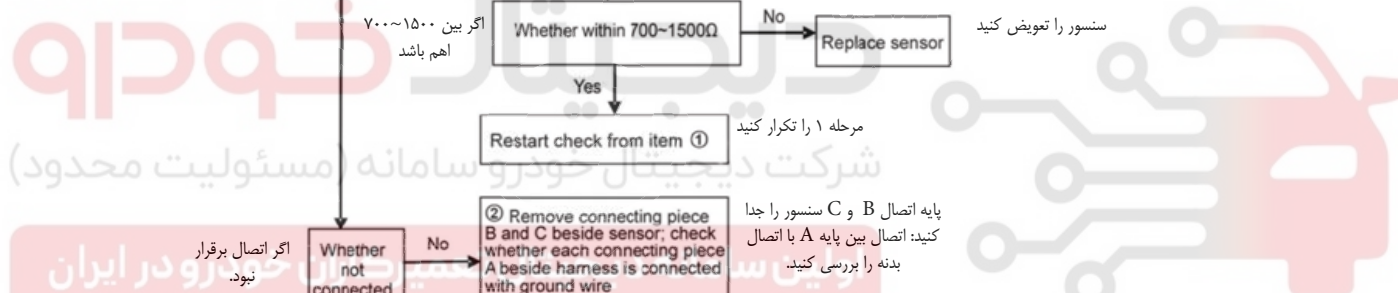 Whether within 700~1500Ω
No
Replace sensor
سنسور را تعویض کنید
اگر بین ۷۰۰~۱۵۰۰
اهم باشد
Yes
Restart check from item ①
مرحله ۱ را تکرار کنید
دیجیتال خودرو
شرکت دیجیتال خودرو سامانه (مسئولیت محدود)
② Remove connecting piece
B and C beside sensor; check
whether each connecting piece
A beside harness is connected
with ground wire
پایه اتصال B و C سنسور را جدا
کنید: اتصال بین پایه A با اتصال
بدنه را بررسی کنید.
Whether
not
connected
No
اگر اتصال برقرار
نبود.